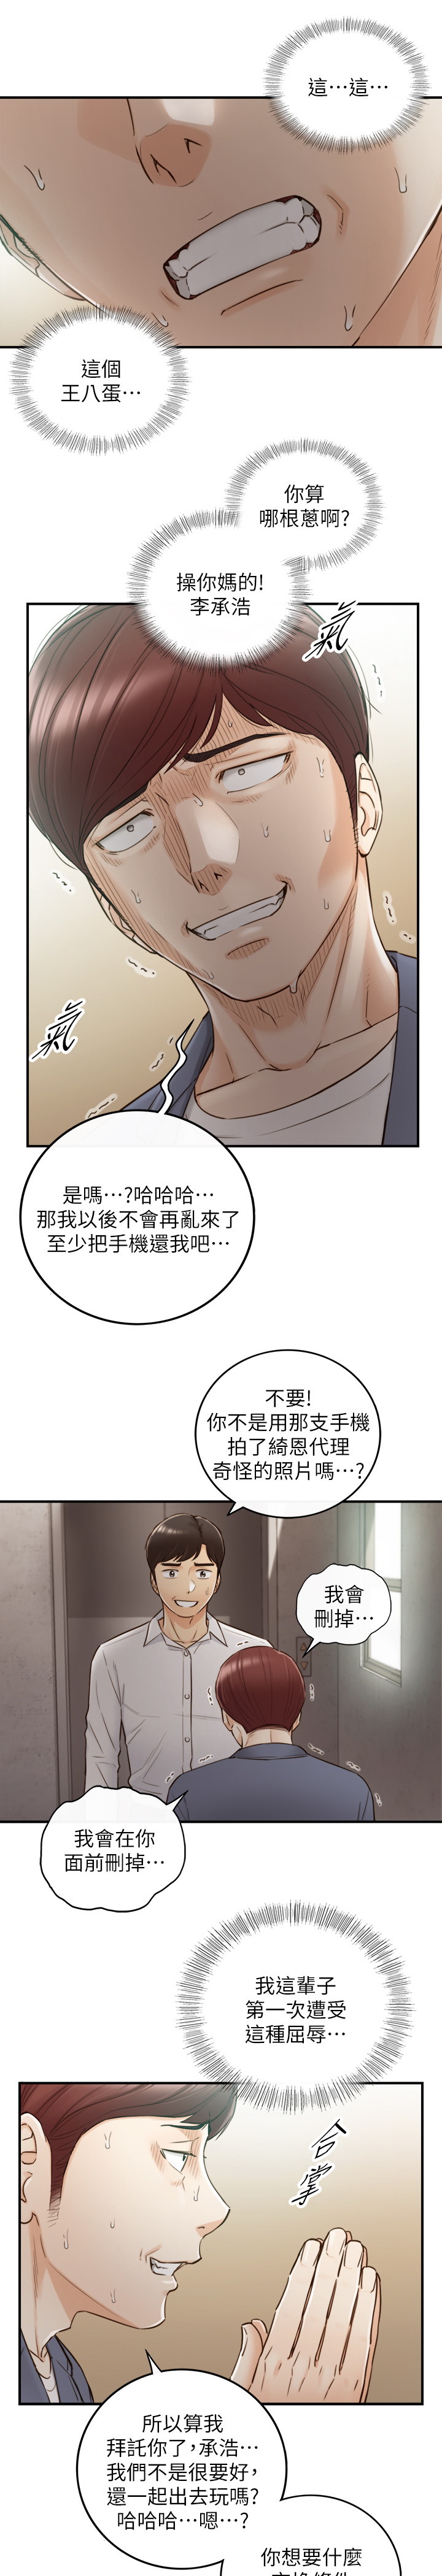 這…這…
這個
王八蛋…
你算
哪根蔥啊?
操你媽的!
李承浩
氣
氣
是嗎…?哈哈哈…
那我以後不會再亂來了
至少把手機還我吧…
不要!
你不是用那支手機
拍了綺恩代理
奇怪的照片嗎…?
我會
刪掉…
我會在你
面前刪掉…
我這輩子
第一次遭受
這種屈辱…
合掌
所以算我
拜託你了,承浩…
我們不是很要好,
還一起出去玩嗎?
哈哈哈…嗯…?
你想要什麼